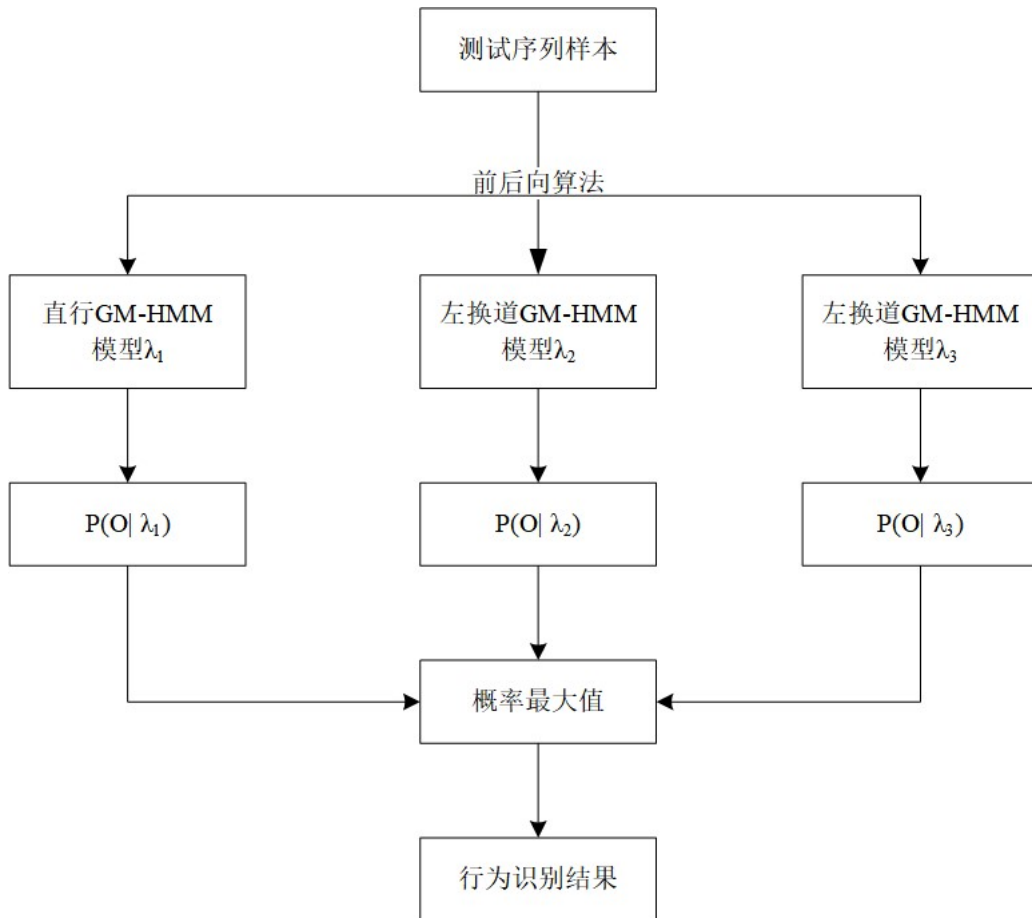 测试序列样本
前后向算法
直行GM-HMM
模型λ₁
左换道GM-HMM
模型λ₂
左换道GM-HMM
模型λ₃
P(O| λ₁)
P(O| λ₂)
P(O| λ₃)
概率最大值
行为识别结果